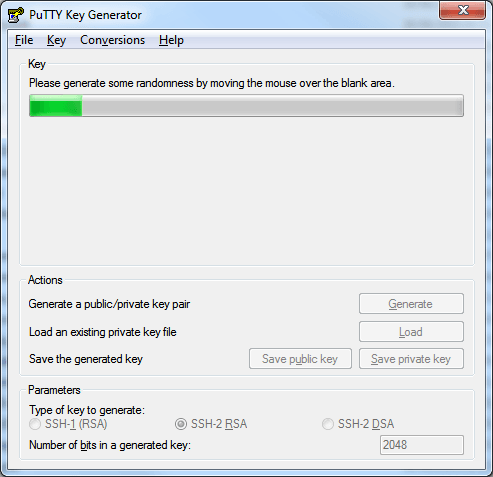 PuTTY Key Generator
File Key Conversions Help
Key
Please generate some randomness by moving the mouse over the blank area.
Actions
Generate a public/private key pair Generate
Load an existing private key file Load
Save the generated key Save public key Save private key
Parameters
Type of key to generate:
SSH-1 (RSA) SSH-2 RSA SSH-2 DSA
Number of bits in a generated key: 2048